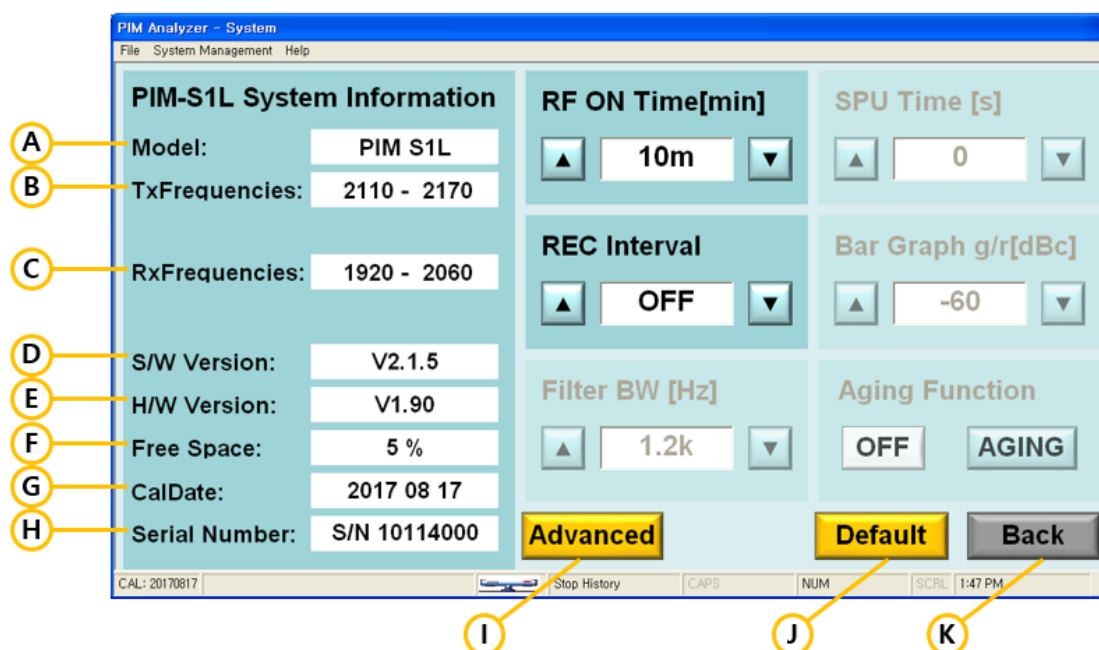 PIM Analyzer - System
File System Management Help
PIM-S1L System Information
A
Model: PIM S1L
B
TxFrequencies: 2110 - 2170
C
RxFrequencies: 1920 - 2060
D
S/W Version: V2.1.5
E
H/W Version: V1.90
F
Free Space: 5 %
G
CalDate: 2017 08 17
H
Serial Number: S/N 10114000
RF ON Time[min]
▲ 10m ▼
SPU Time [s]
▲ 0 ▼
REC Interval
▲ OFF ▼
Bar Graph g/r[dBc]
▲ -60 ▼
Filter BW [Hz]
▲ 1.2k ▼
Aging Function
OFF AGING
Advanced Default Back
CAL: 20170817 Stop History CAPS NUM SCRL 1:47 PM
I J K